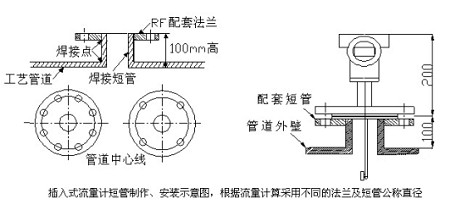 RF配套法兰
焊接点
100mm高
工艺管道
焊接短管
管道中心线
200
配套短管
管道外壁
100
插入式流量计短管制作、安装示意图，根据流量计算采用不同的法兰及短管公称直径